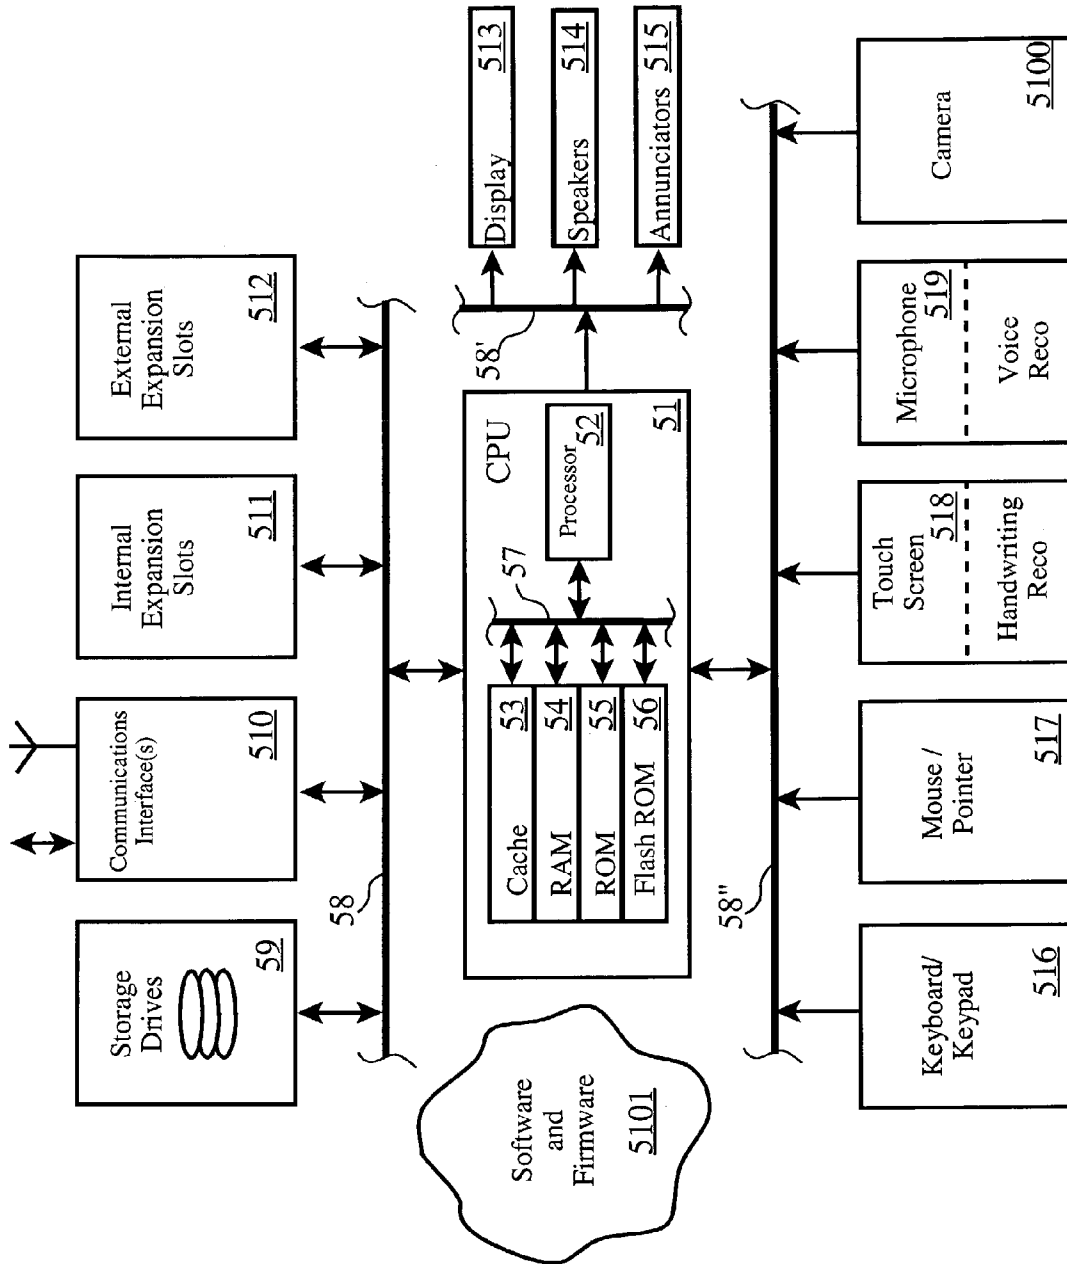 Storage
Drives
59
Communications
Interface(s)
510
Internal
Expansion
Slots
511
External
Expansion
Slots
512
58
Software
and
Firmware
5101
CPU
51
Cache
53
RAM
54
ROM
55
Flash ROM
56
57
Processor
52
58'
Display
513
Speakers
514
Annunciators
515
58"
Keyboard/
Keypad
516
Mouse /
Pointer
517
Touch
Screen
518
Handwriting
Reco
Microphone
519
Voice
Reco
Camera
5100